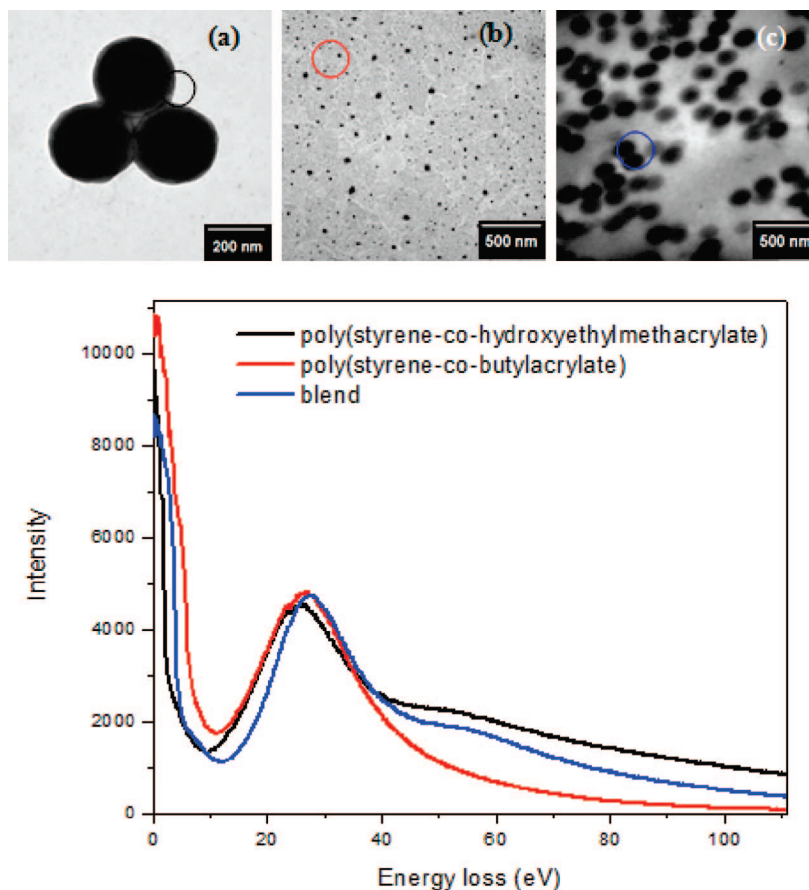 (a)
(b)
(c)
200 nm
500 nm
500 nm
poly(styrene-co-hydroxyethylmethacrylate)
poly(styrene-co-butylacrylate)
blend
10000
8000
6000
4000
2000
0
Intensity
0 20 40 60 80 100
Energy loss (eV)